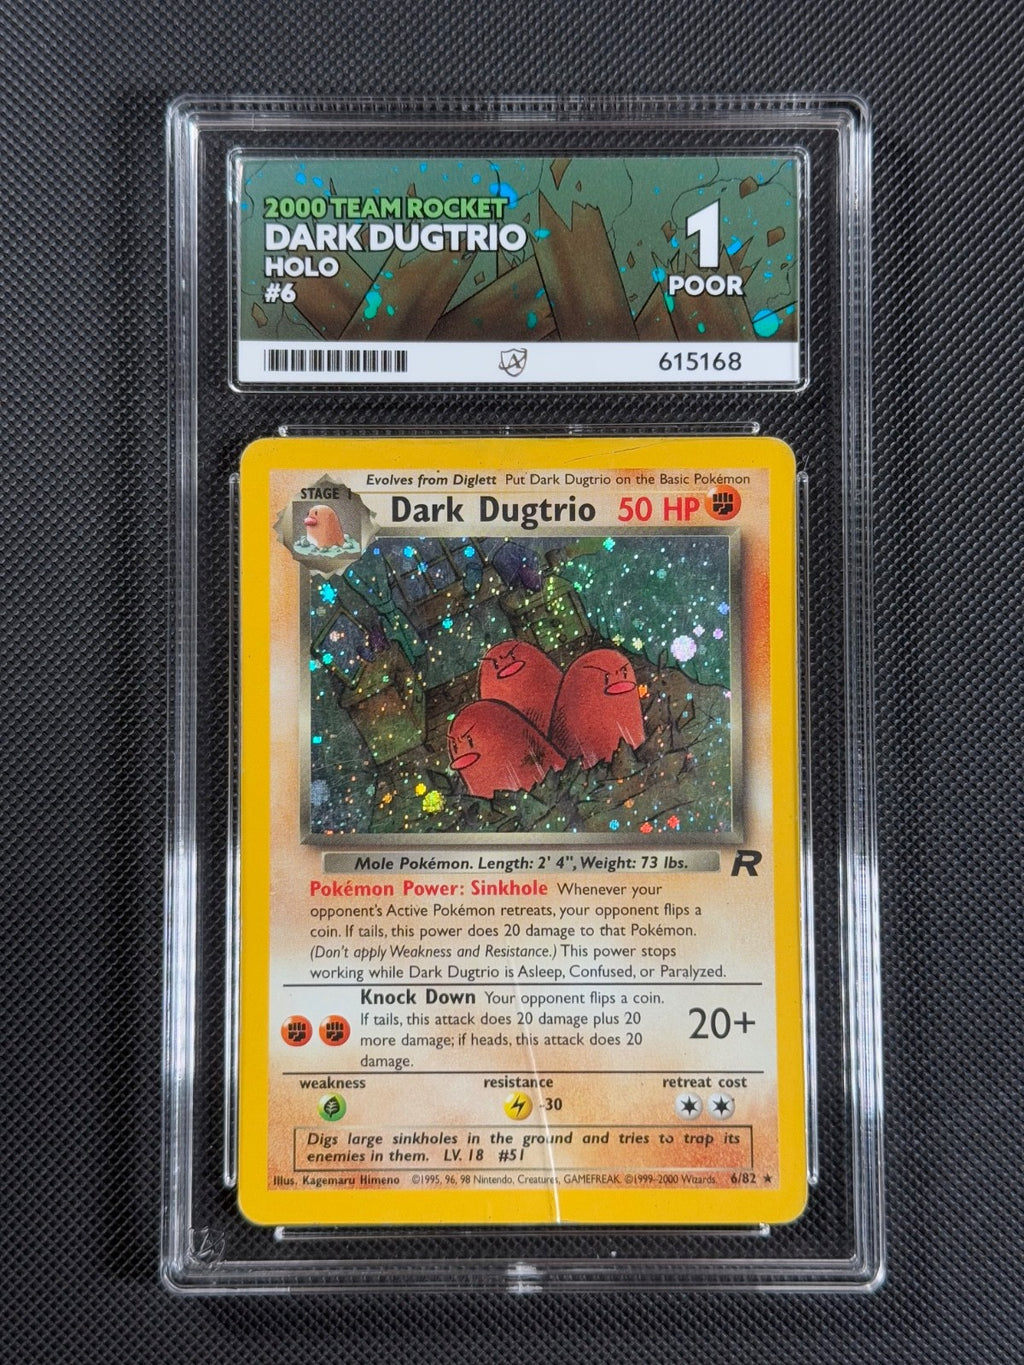 2000 TEAM ROCKET
DARK DUGTRIO
HOLO
#6
1
POOR
615168
Evolves from Diglett Put Dark Dugtrio on the Basic Pokémon
STAGE 1
Dark Dugtrio 50 HP
Mole Pokémon. Length: 2' 4", Weight: 73 lbs.
R
Pokémon Power: Sinkhole Whenever your
opponent's Active Pokémon retreats, your opponent flips a
coin. If tails, this power does 20 damage to that Pokémon.
(Don't apply Weakness and Resistance.) This power stops
working while Dark Dugtrio is Asleep, Confused, or Paralyzed.
Knock Down Your opponent flips a coin.
If tails, this attack does 20 damage plus 20
more damage; if heads, this attack does 20
damage.
20+
weakness resistance retreat cost
-30
Digs large sinkholes in the ground and tries to trap its
enemies in them. LV. 18 #51
Illus. Kagemaru Himeno ©1995, 96, 98 Nintendo, Creatures, GAMEFREAK. ©1999-2000 Wizards. 6/82 ★